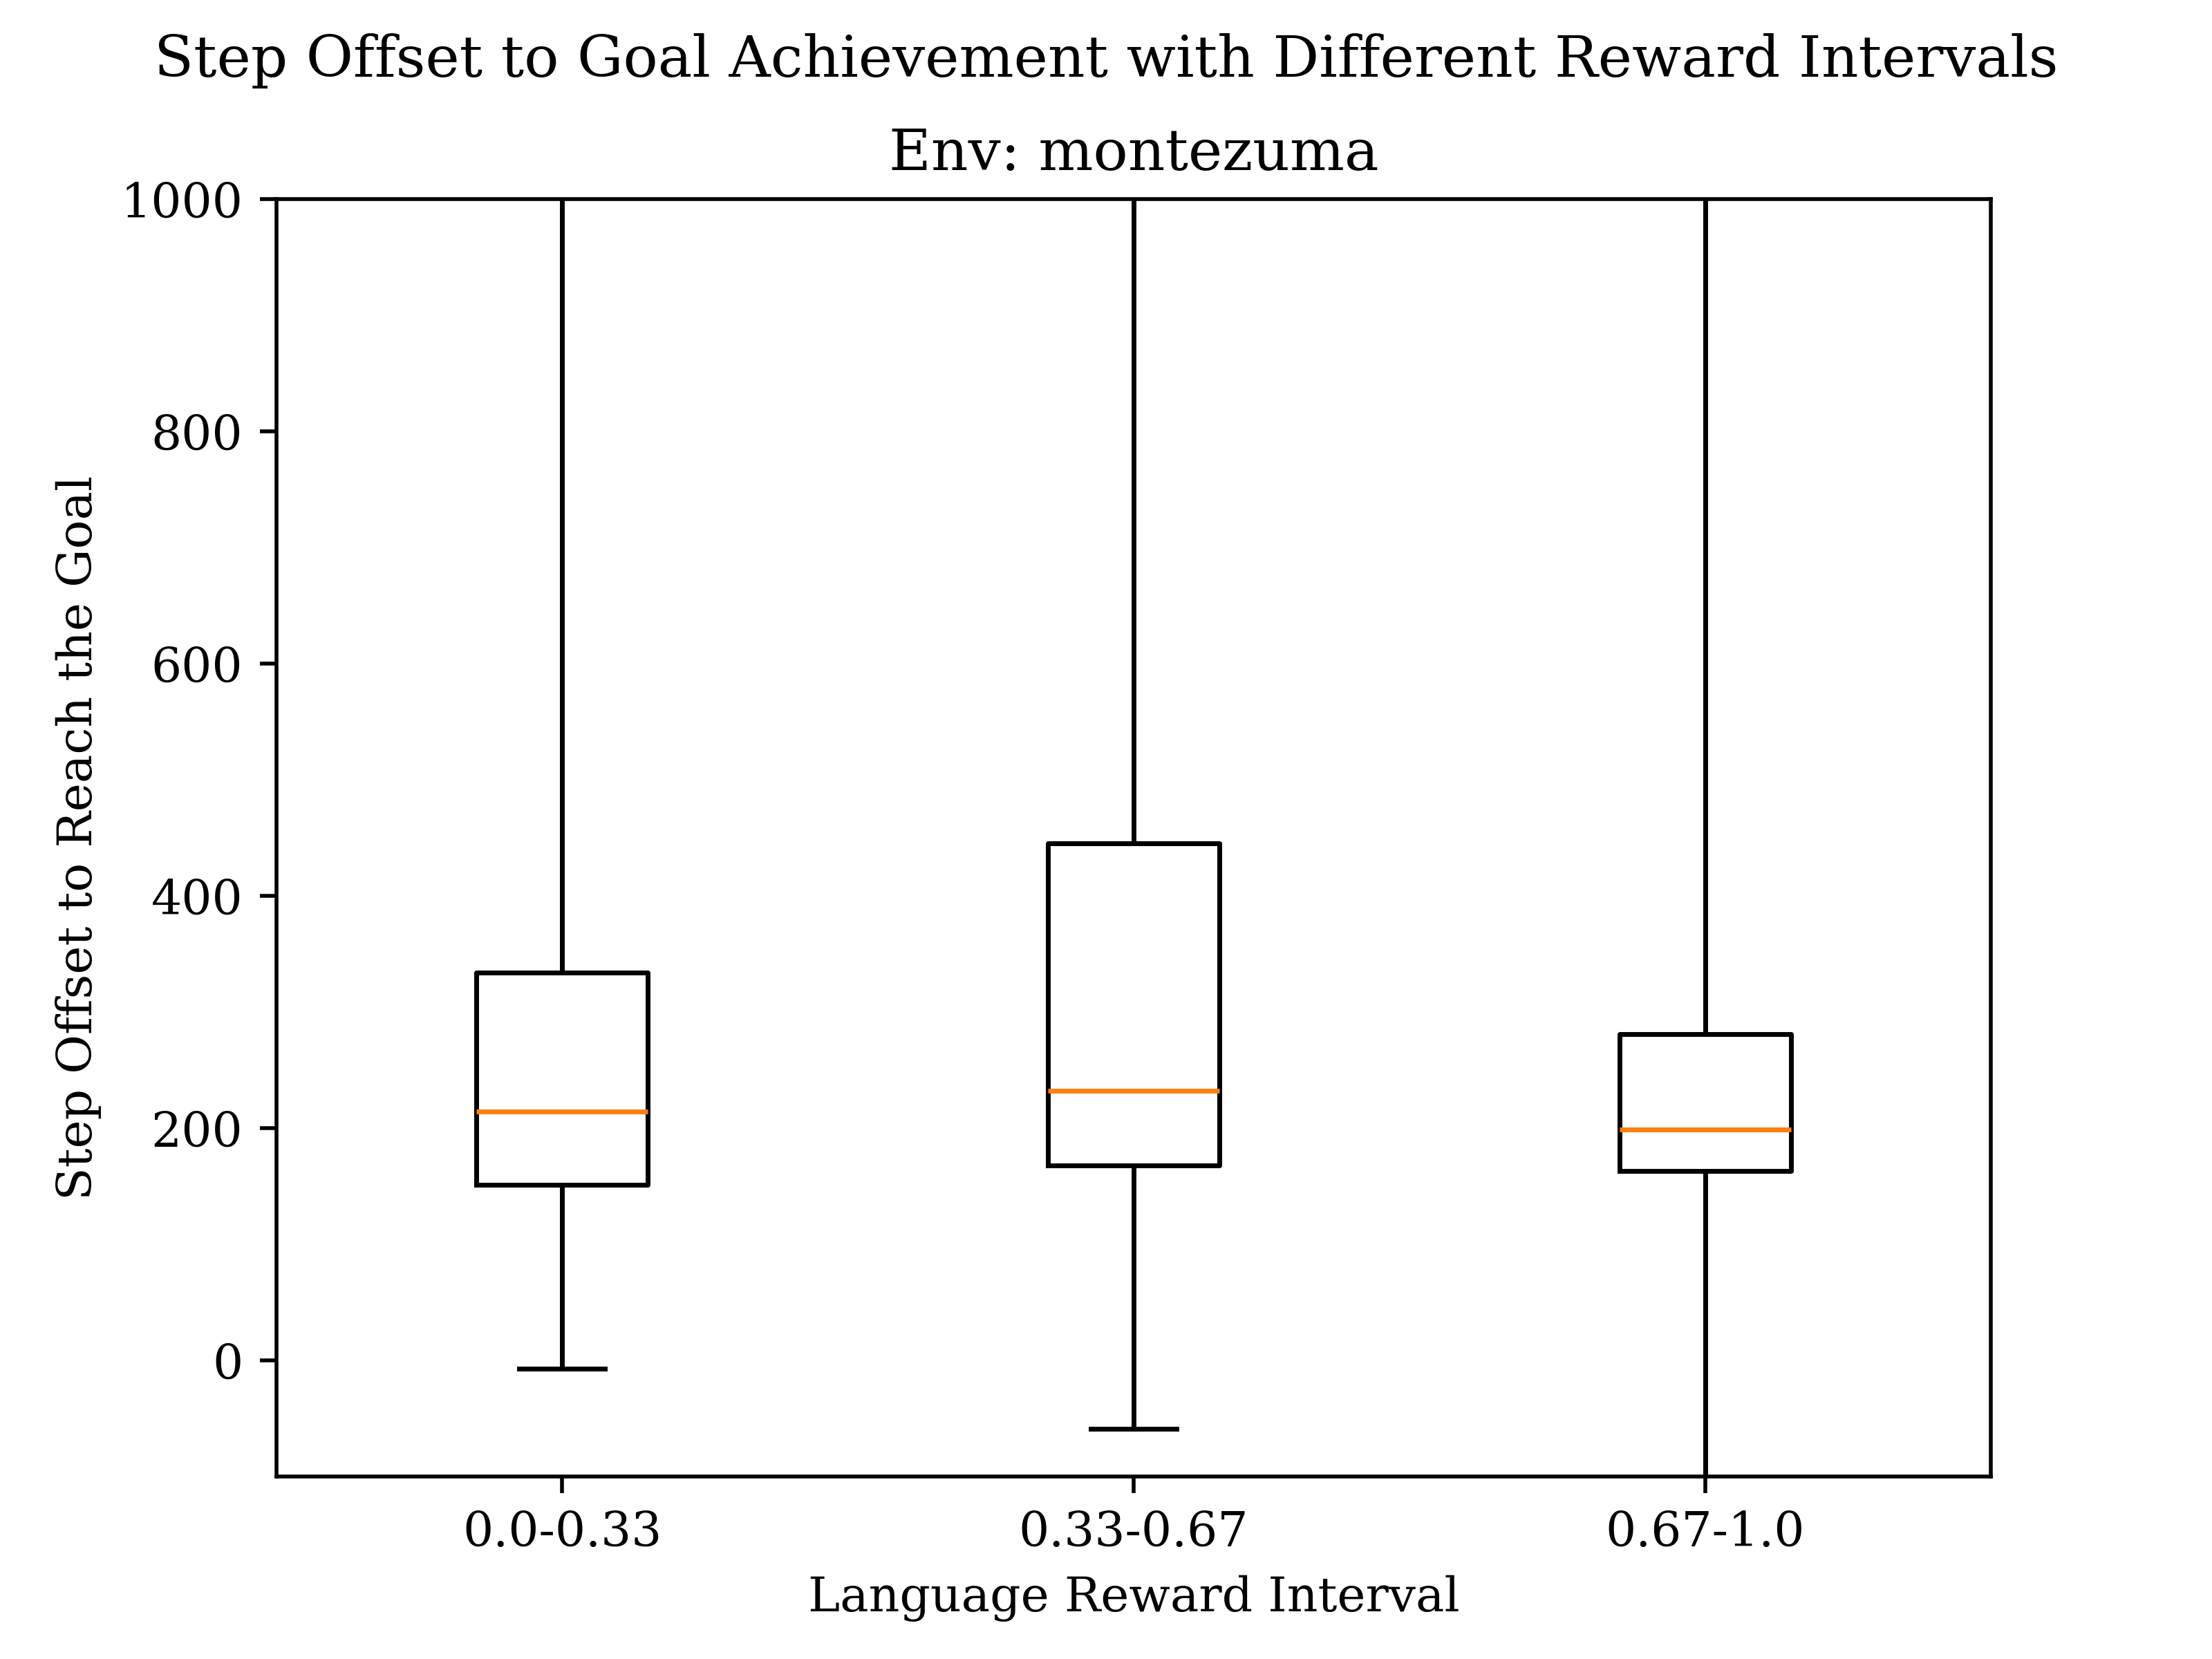 Step Offset to Goal Achievement with Different Reward Intervals
Env: montezuma
1000
800
600
400
200
0
Step Offset to Reach the Goal
0.0-0.33
0.33-0.67
0.67-1.0
Language Reward Interval